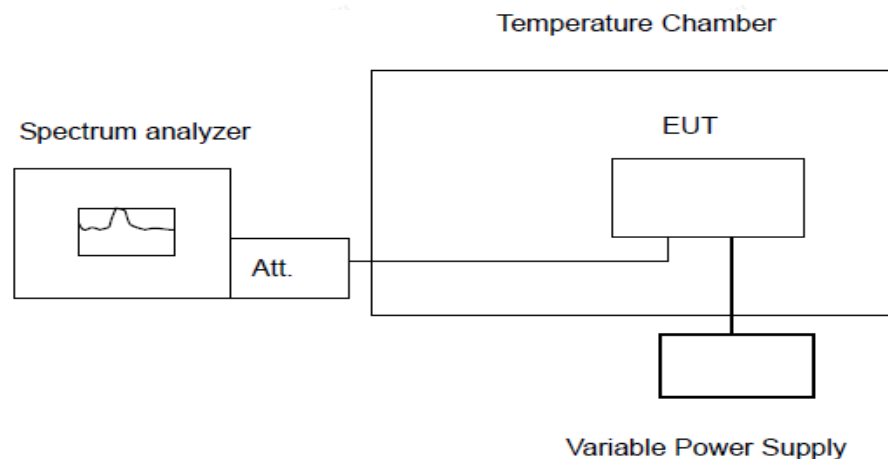 Temperature Chamber
Spectrum analyzer
EUT
Att.
Variable Power Supply